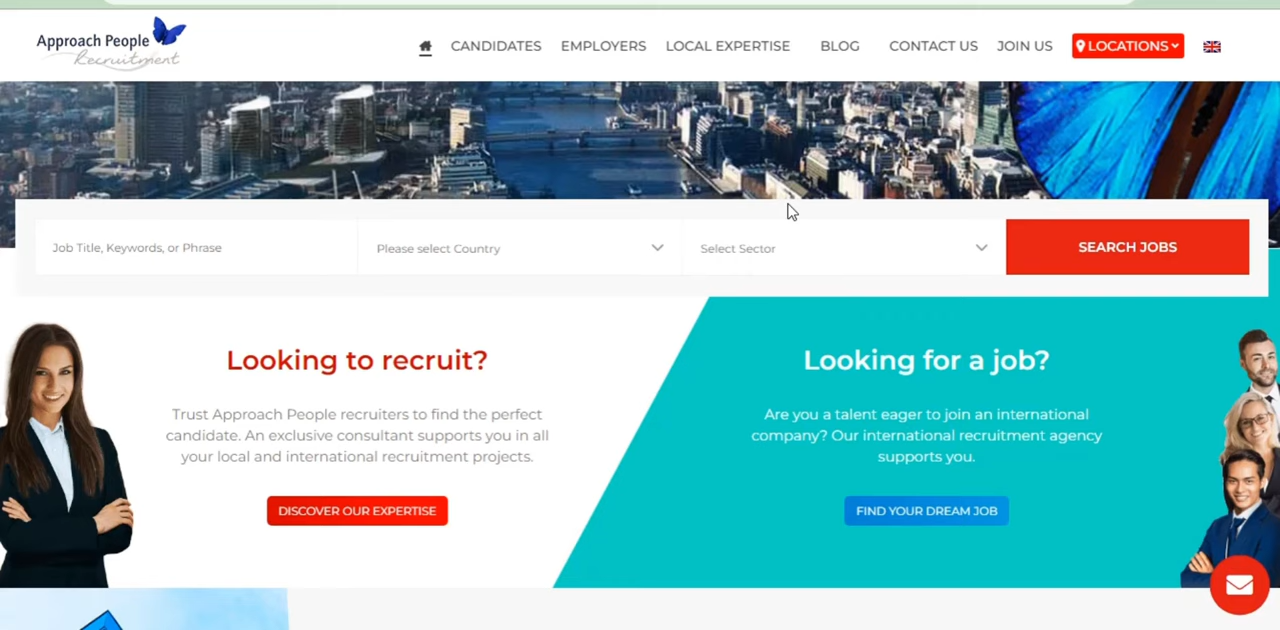 Approach People
Recruitment
CANDIDATES
EMPLOYERS
LOCAL EXPERTISE
BLOG
CONTACT US
JOIN US
LOCATIONS
Job Title, Keywords, or Phrase
Please select Country
Select Sector
SEARCH JOBS
Looking to recruit?
Trust Approach People recruiters to find the perfect
candidate. An exclusive consultant supports you in all
your local and international recruitment projects.
DISCOVER OUR EXPERTISE
Looking for a job?
Are you a talent eager to join an international
company? Our international recruitment agency
supports you.
FIND YOUR DREAM JOB